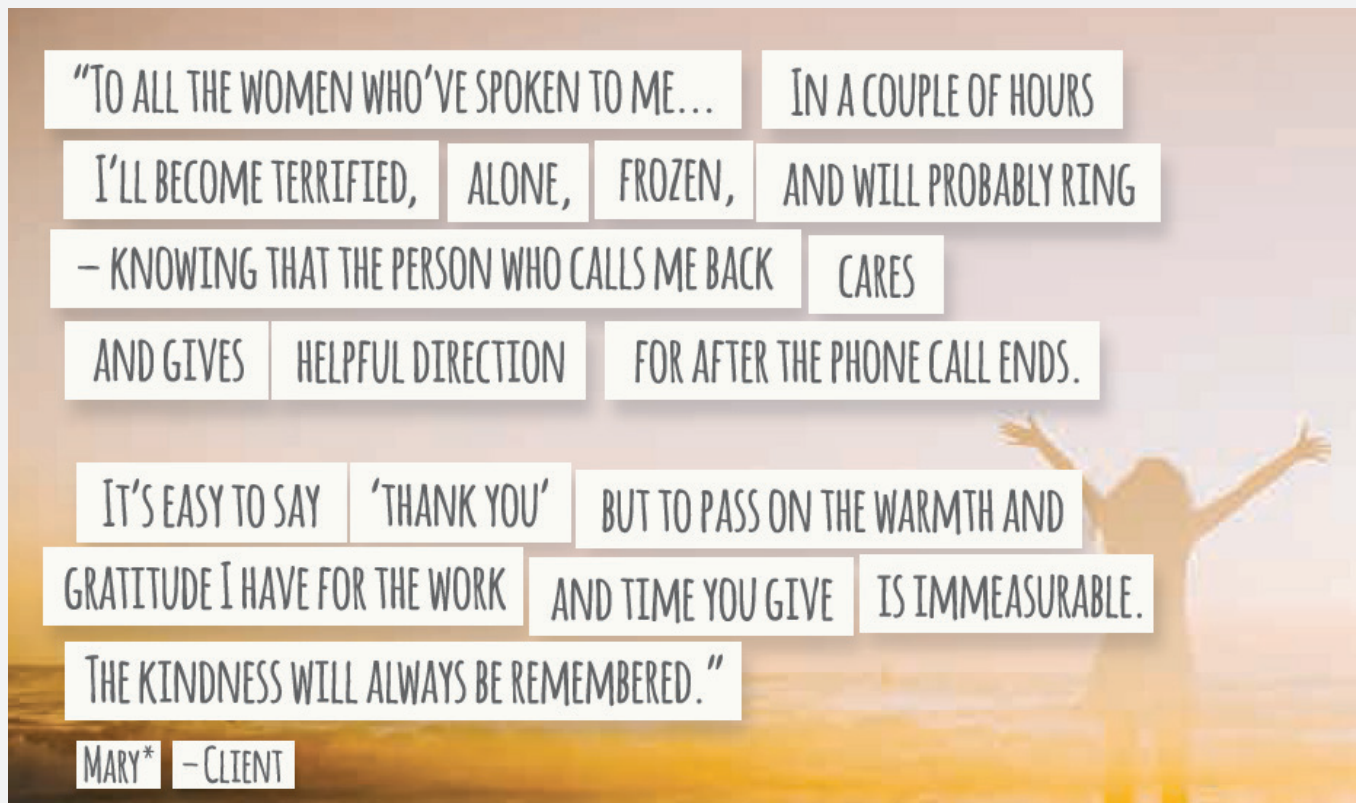 “To all the women who’ve spoken to me... In a couple of hours
I’ll become terrified, alone, frozen, and will probably ring
– knowing that the person who calls me back cares
and gives helpful direction for after the phone call ends.
It’s easy to say ‘thank you’ but to pass on the warmth and
gratitude I have for the work and time you give is immeasurable.
The kindness will always be remembered.”
Mary* – Client